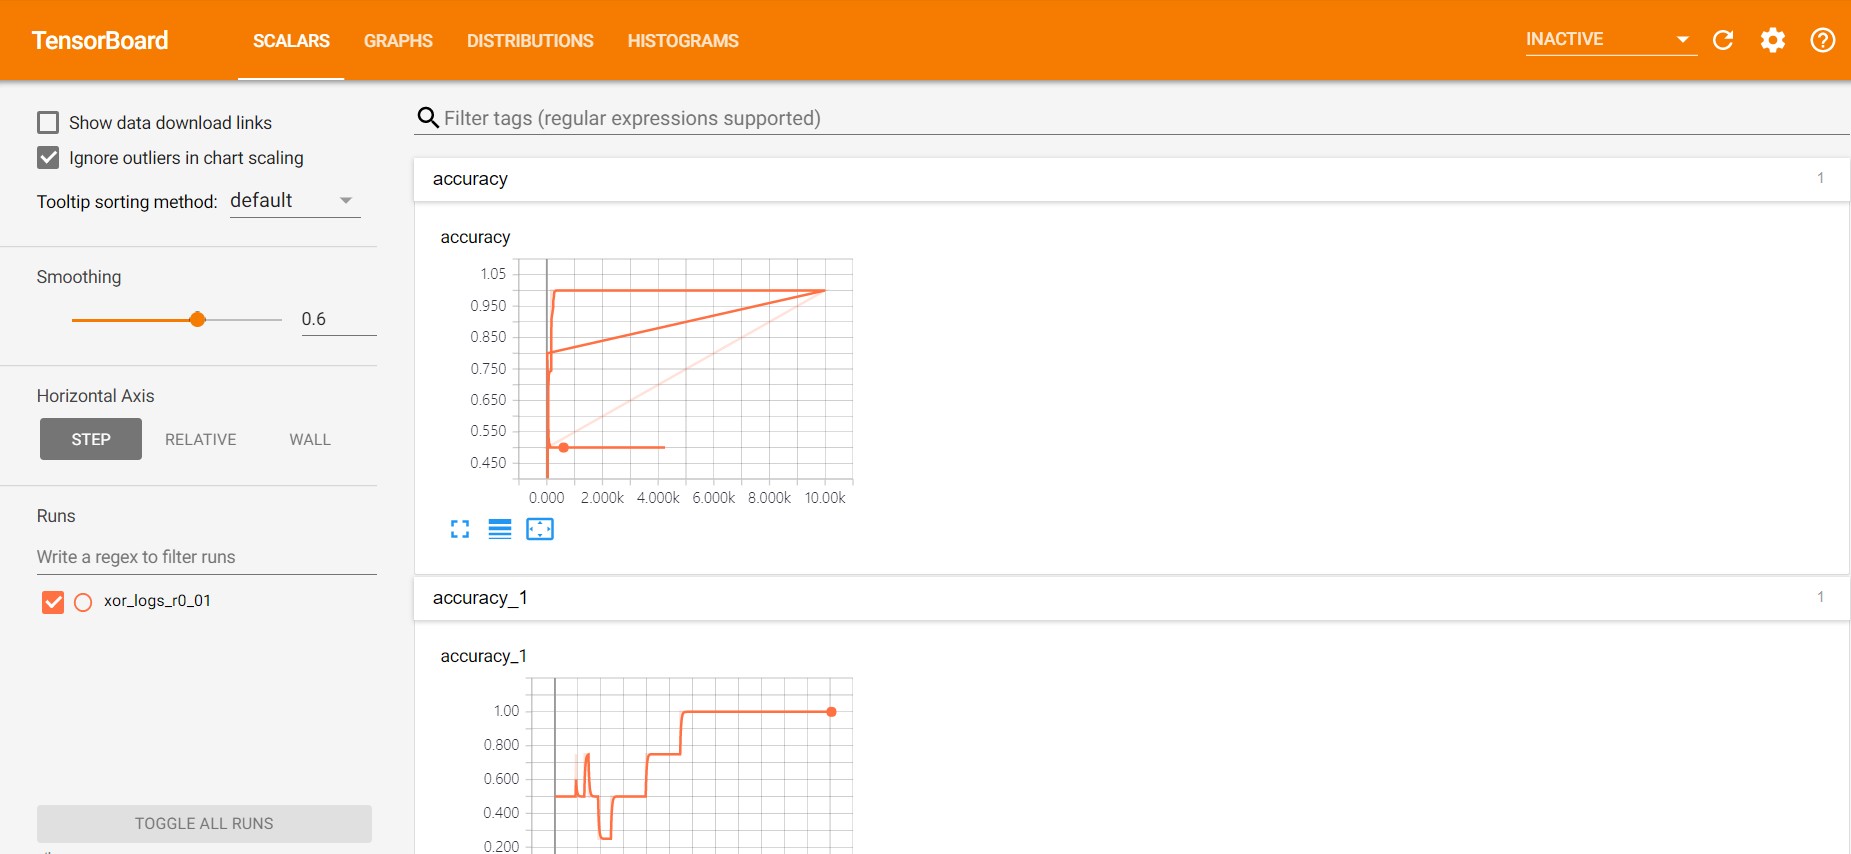 TensorBoard SCALARS GRAPHS DISTRIBUTIONS HISTOGRAMS INACTIVE
Show data download links
Ignore outliers in chart scaling
Tooltip sorting method: default
Smoothing
0.6
Horizontal Axis
STEP RELATIVE WALL
Runs
Write a regex to filter runs
xor_logs_r0_01
TOGGLE ALL RUNS
Filter tags (regular expressions supported)
accuracy 1
accuracy
1.05
0.950
0.850
0.750
0.650
0.550
0.450
0.000 2.000k 4.000k 6.000k 8.000k 10.00k
accuracy_1 1
accuracy_1
1.00
0.800
0.600
0.400
0.200